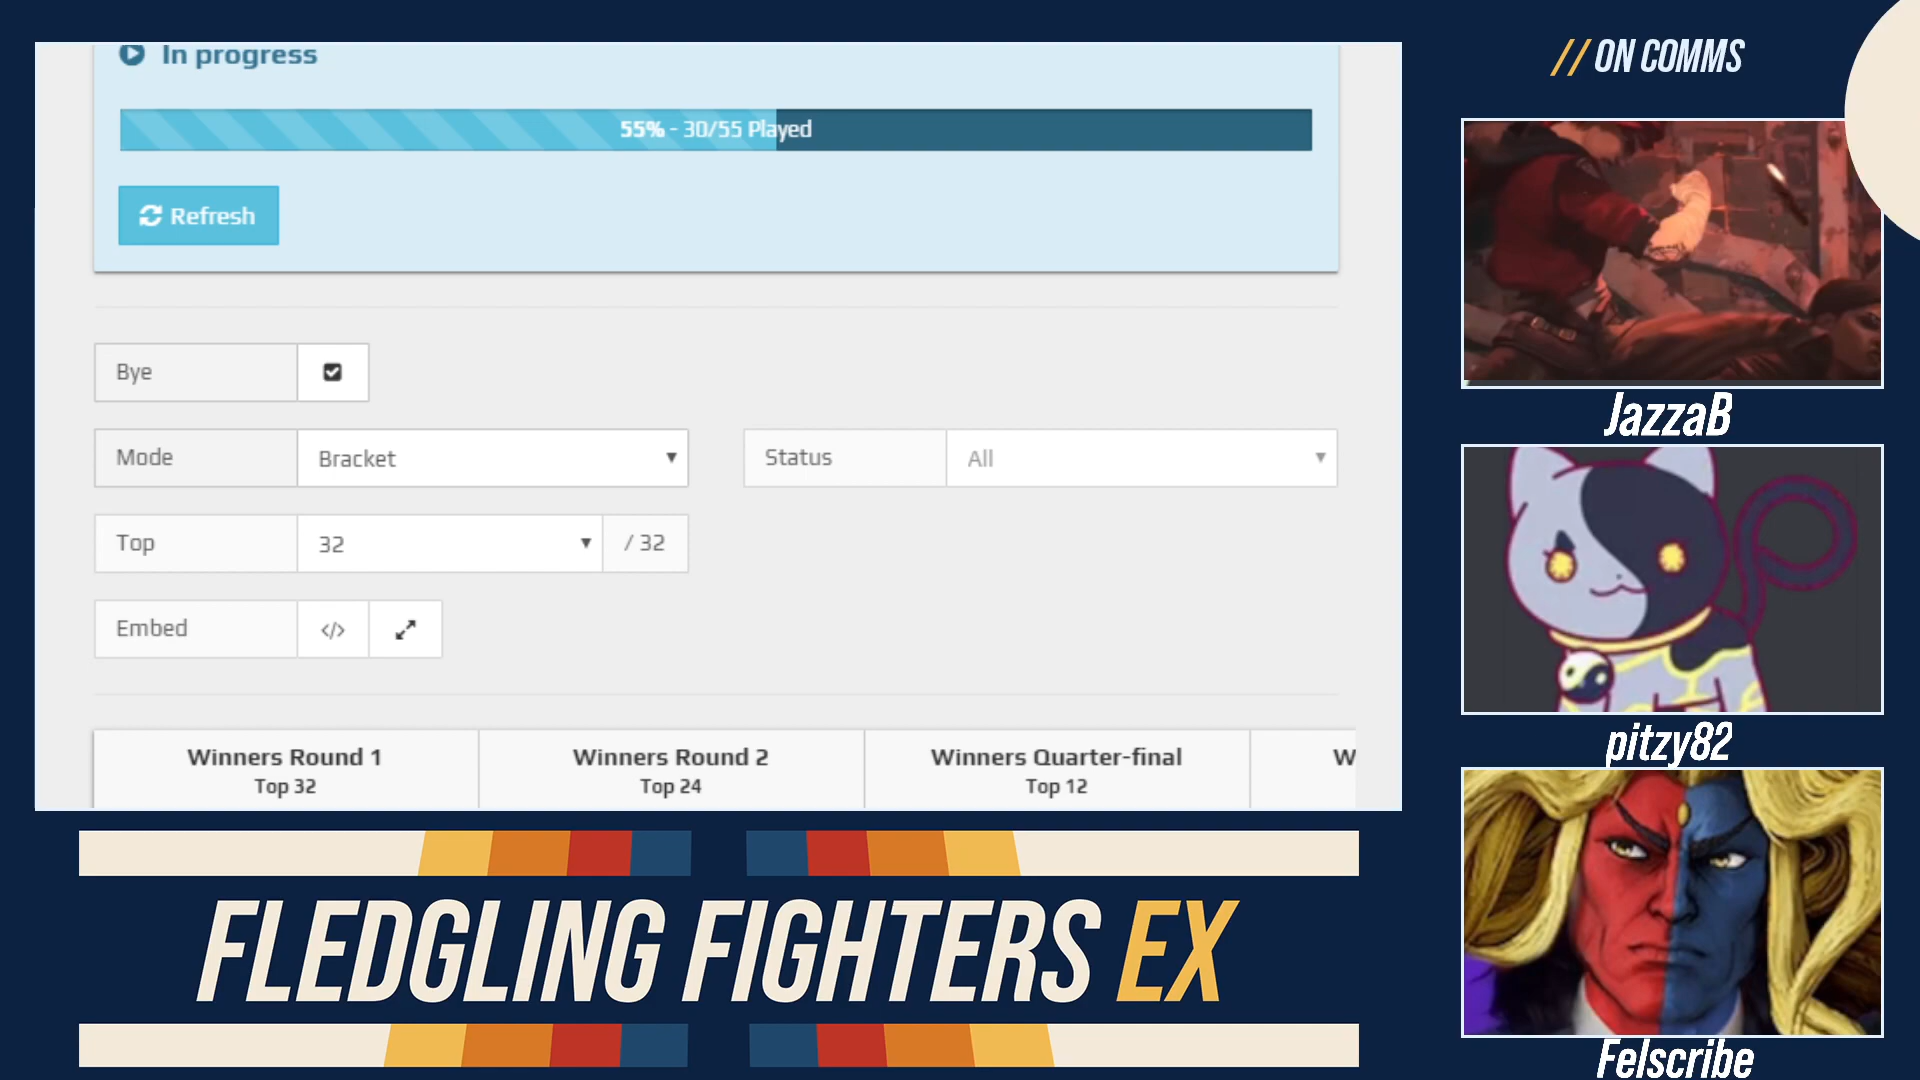 In progress
55% - 30/55 Played
Refresh
Bye
Mode
Bracket
Status
All
Top
32
/ 32
Embed
</>
Winners Round 1
Top 32
Winners Round 2
Top 24
Winners Quarter-final
Top 12
W
FLEDGLING FIGHTERS EX
// ON COMMS
JazzaB
pitzy82
Felscribe